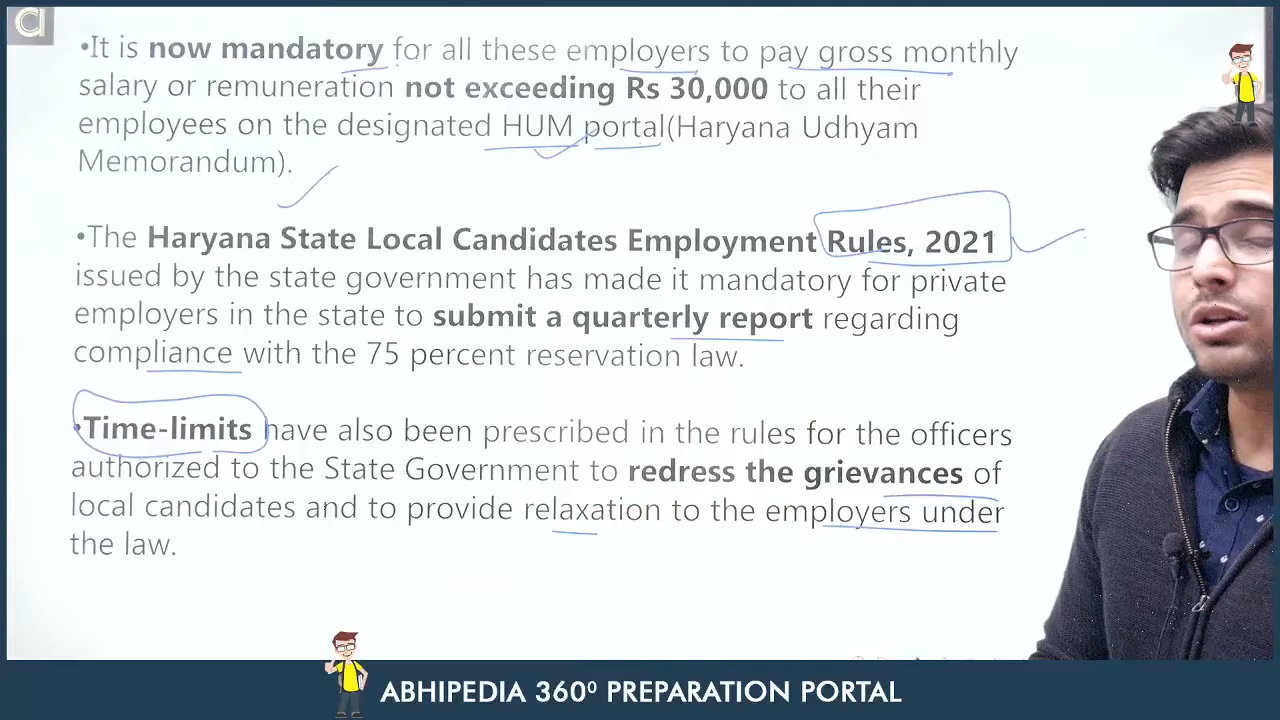 a
•It is now mandatory for all these employers to pay gross monthly
salary or remuneration not exceeding Rs 30,000 to all their
employees on the designated HUM portal(Haryana Udhyam
Memorandum).
•The Haryana State Local Candidates Employment Rules, 2021
issued by the state government has made it mandatory for private
employers in the state to submit a quarterly report regarding
compliance with the 75 percent reservation law.
•Time-limits have also been prescribed in the rules for the officers
authorized to the State Government to redress the grievances of
local candidates and to provide relaxation to the employers under
the law.
ABHIPEDIA 360⁰ PREPARATION PORTAL